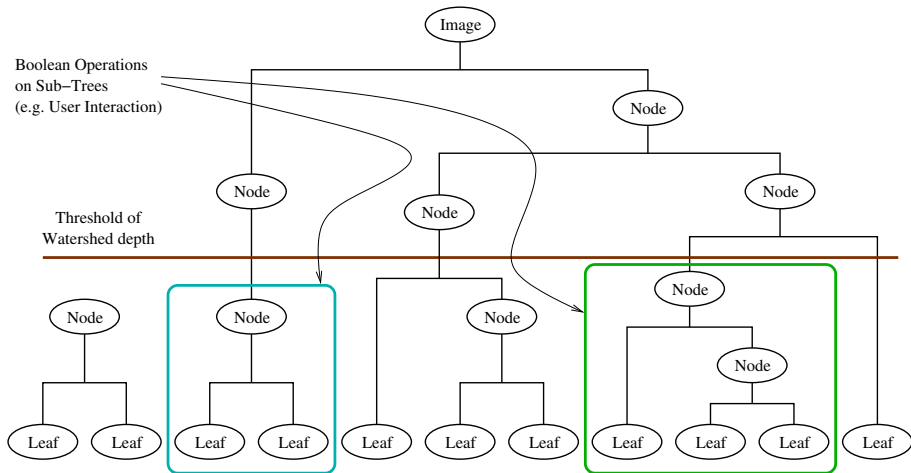 Image
Boolean Operations
on Sub−Trees
(e.g. User Interaction)
Node
Node
Node
Node
Threshold of
Watershed depth
Node
Node
Node
Node
Node
Leaf
Leaf
Leaf
Leaf
Leaf
Leaf
Leaf
Leaf
Leaf
Leaf
Leaf